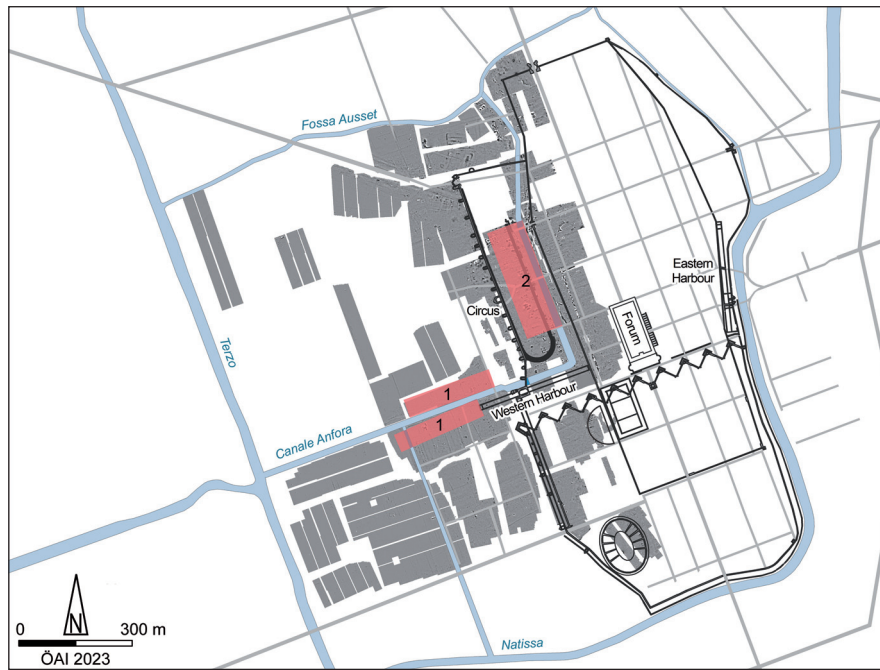 Fossa Ausset
Eastern
Harbour
2
Circus
Forum
Terzo
1
Western Harbour
1
Canale Anfora
N
0 300 m
ÖAI 2023
Natissa